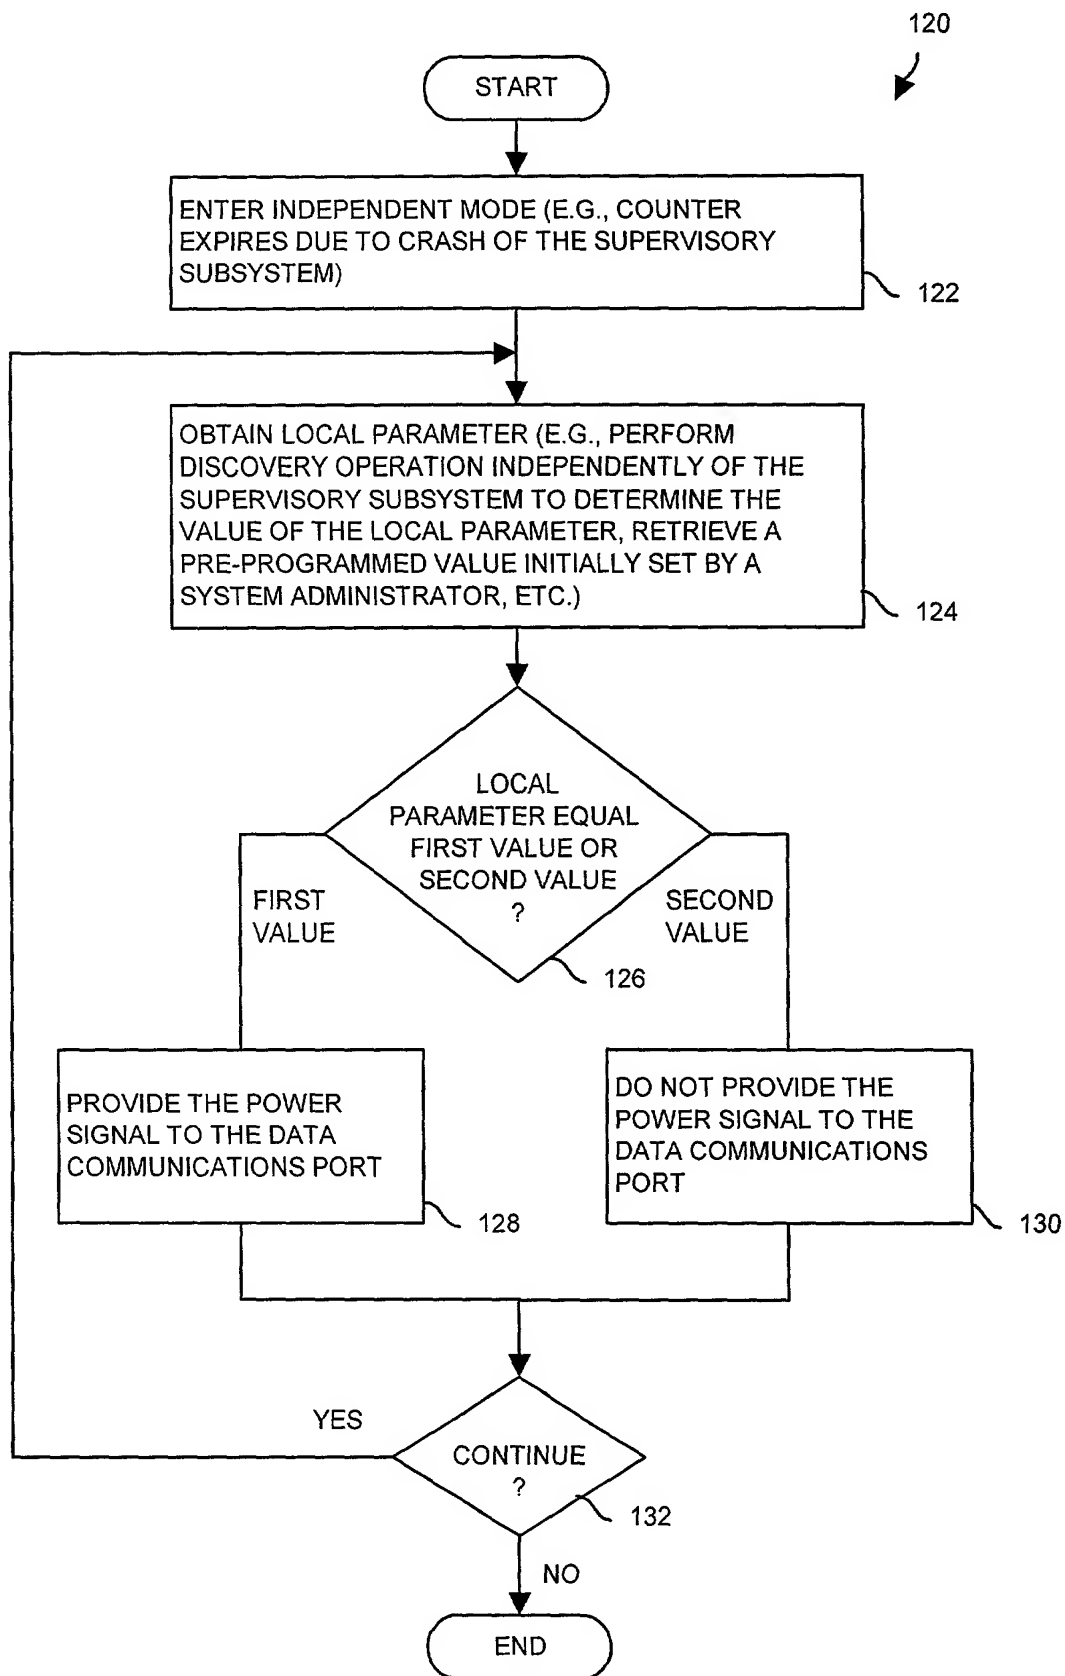 120
START
ENTER INDEPENDENT MODE (E.G., COUNTER
EXPIRES DUE TO CRASH OF THE SUPERVISORY
SUBSYSTEM)
122
OBTAIN LOCAL PARAMETER (E.G., PERFORM
DISCOVERY OPERATION INDEPENDENTLY OF THE
SUPERVISORY SUBSYSTEM TO DETERMINE THE
VALUE OF THE LOCAL PARAMETER, RETRIEVE A
PRE-PROGRAMMED VALUE INITIALLY SET BY A
SYSTEM ADMINISTRATOR, ETC.)
124
LOCAL
PARAMETER EQUAL
FIRST VALUE OR
SECOND VALUE
?
126
FIRST
VALUE
SECOND
VALUE
PROVIDE THE POWER
SIGNAL TO THE DATA
COMMUNICATIONS PORT
128
DO NOT PROVIDE THE
POWER SIGNAL TO THE
DATA COMMUNICATIONS
PORT
130
YES
CONTINUE
?
132
NO
END